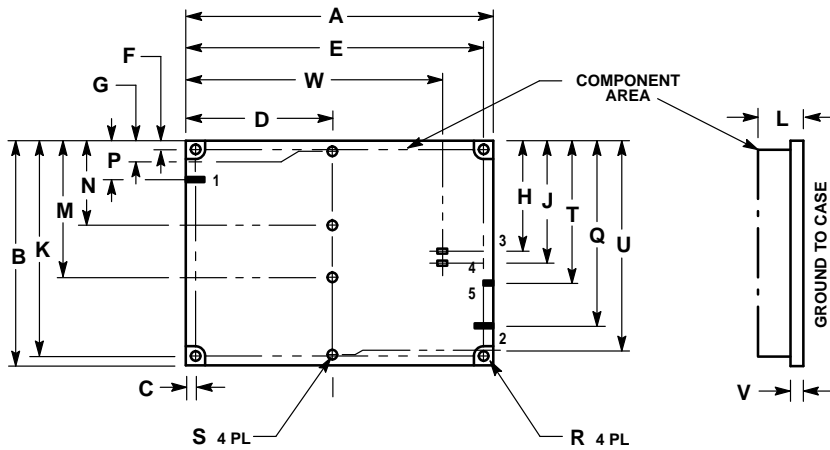 A
E
F
W
G
COMPONENT
AREA
L
D
P
N
M
K
B
1
H
J
T
Q
U
3
4
5
2
GROUND TO CASE
C
V
S 4 PL
R 4 PL